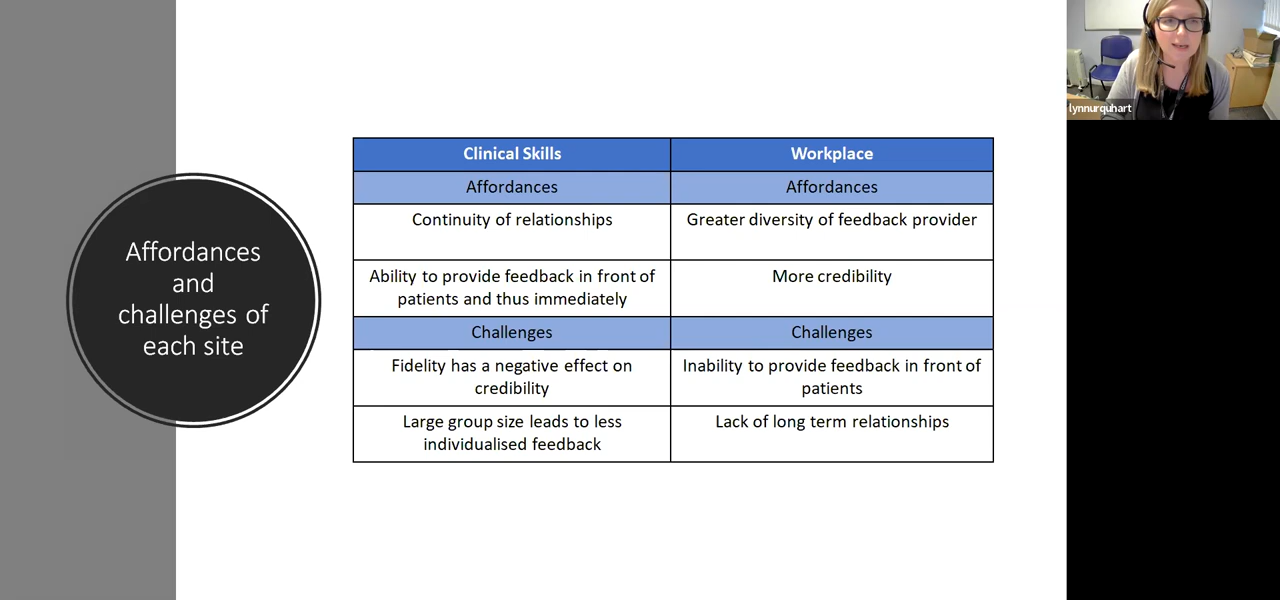 Affordances
and
challenges of
each site
Clinical Skills
Workplace
Affordances
Affordances
Continuity of relationships
Greater diversity of feedback provider
Ability to provide feedback in front of
patients and thus immediately
More credibility
Challenges
Challenges
Fidelity has a negative effect on
credibility
Inability to provide feedback in front of
patients
Large group size leads to less
individualised feedback
Lack of long term relationships
lynnurquhart